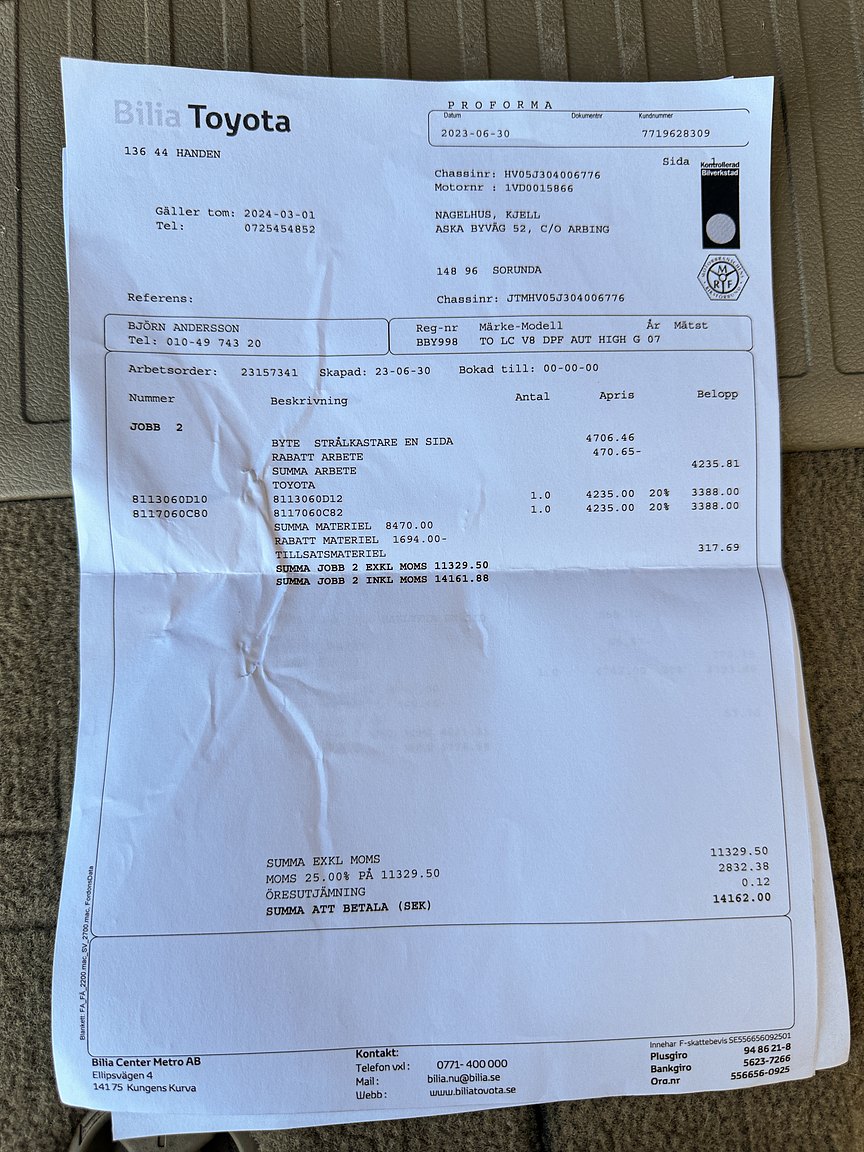 Bilia Toyota
136 44 HANDEN
PROFORMA
Datum Dokumentnr Kundnummer
2023-06-30 7719628309
Sida 1
Kontrollerad
Bilverkstad
Chassinr: HV05J304006776
Motornr : 1VD0015866
Gäller tom: 2024-03-01
Tel: 0725454852
NAGELHUS, KJELL
ASKA BYVÄG 52, C/O ARBING
148 96 SORUNDA
MRF
Referens:
Chassinr: JTMHV05J304006776
BJÖRN ANDERSSON
Tel: 010-49 743 20
Reg-nr Märke-Modell År Mätst
BBY998 TO LC V8 DPF AUT HIGH G 07
Arbetsorder: 23157341 Skapad: 23-06-30 Bokad till: 00-00-00
Nummer Beskrivning Antal Apris Belopp
JOBB 2
BYTE STRÅLKASTARE EN SIDA 4706.46
RABATT ARBETE 470.65-
SUMMA ARBETE 4235.81
TOYOTA
8113060D10 8113060D12 1.0 4235.00 20% 3388.00
8117060C80 8117060C82 1.0 4235.00 20% 3388.00
SUMMA MATERIEL 8470.00
RABATT MATERIEL 1694.00-
TILLSATSMATERIEL 317.69
SUMMA JOBB 2 EXKL MOMS 11329.50
SUMMA JOBB 2 INKL MOMS 14161.88
SUMMA EXKL MOMS 11329.50
MOMS 25.00% PÅ 11329.50 2832.38
ÖRESUTJÄMNING 0.12
SUMMA ATT BETALA (SEK) 14162.00
Blankett: FA_FÅ_2200.mac_SV_2700.mac, FordonsData
Bilia Center Metro AB
Ellipsvägen 4
141 75 Kungens Kurva
Kontakt:
Telefon vxl: 0771- 400 000
Mail: bilia.nu@bilia.se
Webb: www.biliatoyota.se
Innehar F-skattebevis SE556656092501
Plusgiro 94 86 21-8
Bankgiro 5623-7266
Org.nr 556656-0925